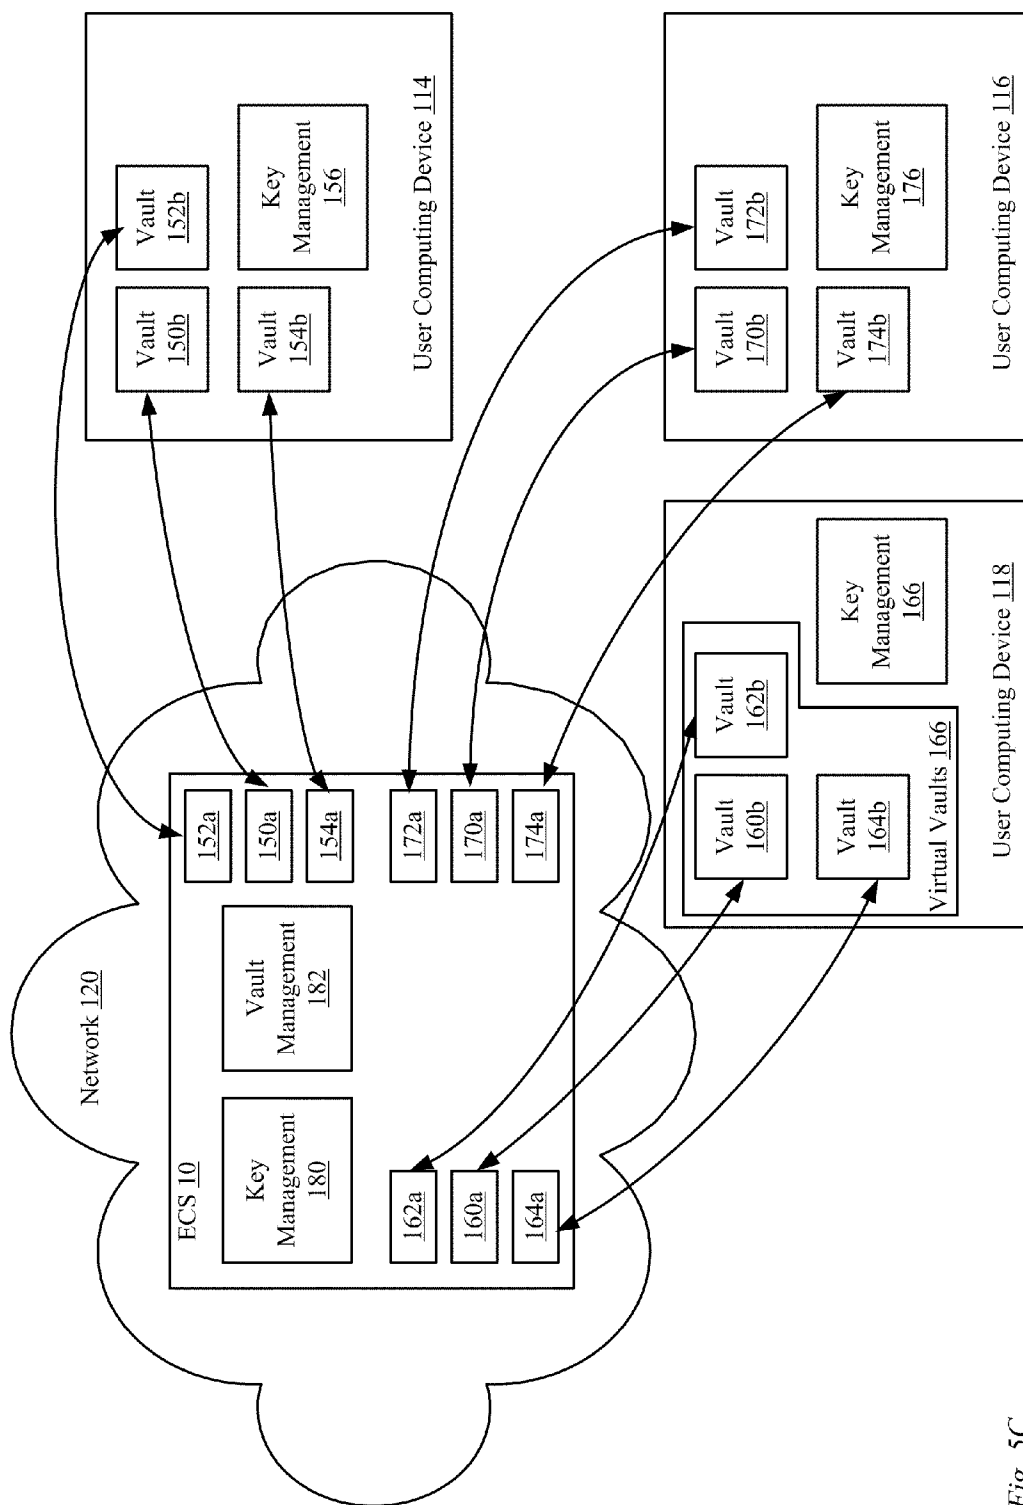 Network 120
ECS 10
Key
Management
180
Vault
Management
182
152a
150a
154a
172a
170a
174a
162a
160a
164a
Vault
150b
Vault
152b
Vault
154b
Key
Management
156
User Computing Device 114
Vault
160b
Vault
162b
Vault
164b
Virtual Vaults 166
Key
Management
166
User Computing Device 118
Vault
170b
Vault
172b
Vault
174b
Key
Management
176
User Computing Device 116
Fig. 5C